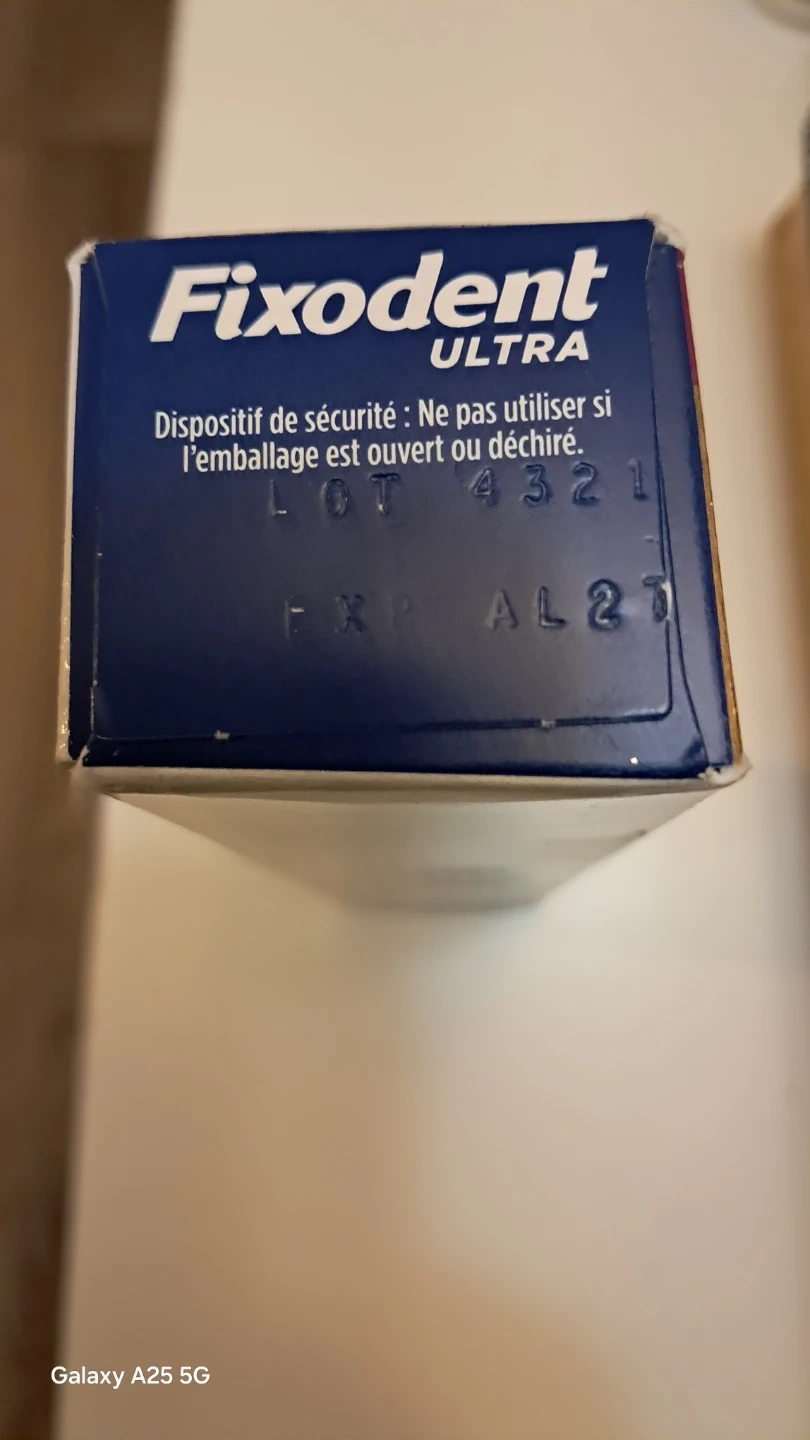 Fixodent
ULTRA
Dispositif de sécurité : Ne pas utiliser si
l'emballage est ouvert ou déchiré.
LOT 4321
EXP AL27
Galaxy A25 5G